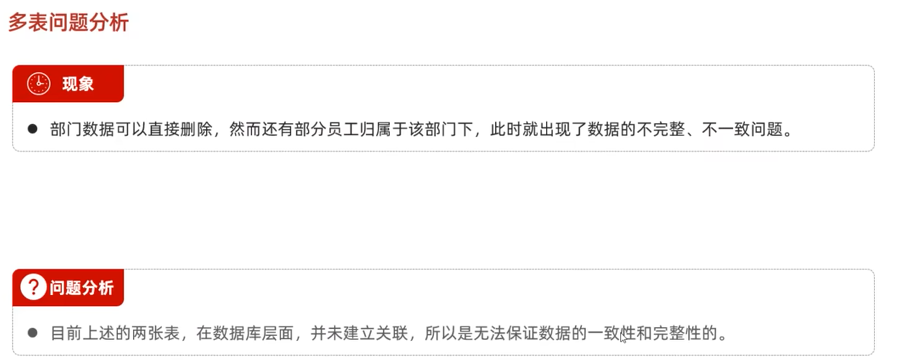 多表问题分析
现象
部门数据可以直接删除，然而还有部分员工归属于该部门下，此时就出现了数据的不完整、不一致问题。
问题分析
目前上述的两张表，在数据库层面，并未建立关联，所以是无法保证数据的一致性和完整性的。